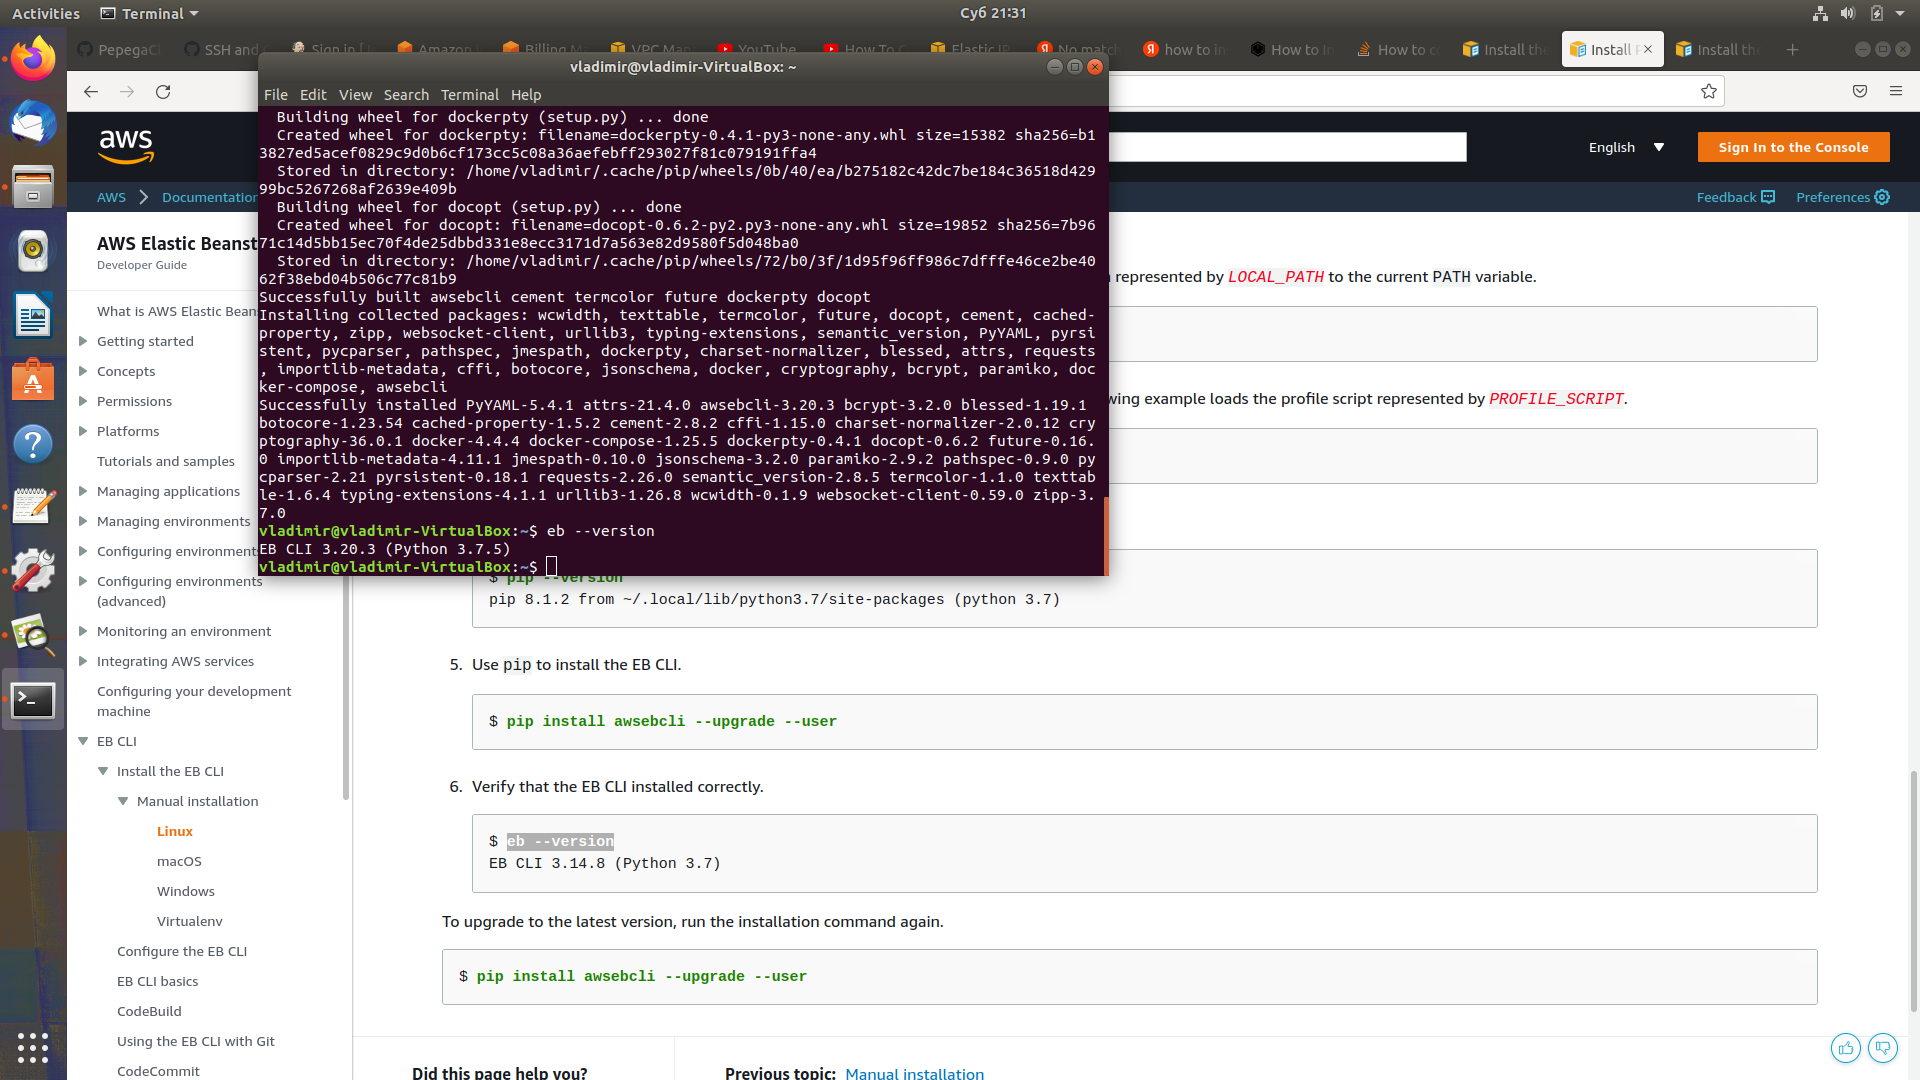 Activities
Terminal
Суб 21:31
PepegaC
SSH and
Sign in [
Amazon
Billing M
VPC Man
YouTube
How To C
Elastic IP
No match
how to in
How to In
How to c
Install the
Install
Install the
vladimir@vladimir-VirtualBox: ~
File Edit View Search Terminal Help
  Building wheel for dockerpty (setup.py) ... done
  Created wheel for dockerpty: filename=dockerpty-0.4.1-py3-none-any.whl size=15382 sha256=b1
3827ed5acef0829c9d0b6cf173cc5c08a36aefebff293027f81c079191ffa4
  Stored in directory: /home/vladimir/.cache/pip/wheels/0b/40/ea/b275182c42dc7be184c36518d429
99bc5267268af2639e409b
  Building wheel for docopt (setup.py) ... done
  Created wheel for docopt: filename=docopt-0.6.2-py2.py3-none-any.whl size=19852 sha256=7b96
71c14d5bb15ec70f4de25dbbd331e8ecc3171d7a563e82d9580f5d048ba0
  Stored in directory: /home/vladimir/.cache/pip/wheels/72/b0/3f/1d95f96ff986c7dfffe46ce2be40
62f38ebd04b506c77c81b9
Successfully built awsebcli cement termcolor future dockerpty docopt
Installing collected packages: wcwidth, texttable, termcolor, future, docopt, cement, cached-
property, zipp, websocket-client, urllib3, typing-extensions, semantic_version, PyYAML, pyrsi
stent, pycparser, pathspec, jmespath, dockerpty, charset-normalizer, blessed, attrs, requests
, importlib-metadata, cffi, botocore, jsonschema, docker, cryptography, bcrypt, paramiko, doc
ker-compose, awsebcli
Successfully installed PyYAML-5.4.1 attrs-21.4.0 awsebcli-3.20.3 bcrypt-3.2.0 blessed-1.19.1
botocore-1.23.54 cached-property-1.5.2 cement-2.8.2 cffi-1.15.0 charset-normalizer-2.0.12 cry
ptography-36.0.1 docker-4.4.4 docker-compose-1.25.5 dockerpty-0.4.1 docopt-0.6.2 future-0.16.
0 importlib-metadata-4.11.1 jmespath-0.10.0 jsonschema-3.2.0 paramiko-2.9.2 pathspec-0.9.0 py
cparser-2.21 pyrsistent-0.18.1 requests-2.26.0 semantic_version-2.8.5 termcolor-1.1.0 texttab
le-1.6.4 typing-extensions-4.1.1 urllib3-1.26.8 wcwidth-0.1.9 websocket-client-0.59.0 zipp-3.
7.0
vladimir@vladimir-VirtualBox:~$ eb --version
EB CLI 3.20.3 (Python 3.7.5)
vladimir@vladimir-VirtualBox:~$
aws
English
Sign In to the Console
AWS
Documentation
Feedback
Preferences
AWS Elastic Beanst
Developer Guide
What is AWS Elastic Bean
Getting started
Concepts
Permissions
Platforms
Tutorials and samples
Managing applications
Managing environments
Configuring environment
Configuring environments
(advanced)
Monitoring an environment
Integrating AWS services
Configuring your development
machine
EB CLI
Install the EB CLI
Manual installation
Linux
macOS
Windows
Virtualenv
Configure the EB CLI
EB CLI basics
CodeBuild
Using the EB CLI with Git
CodeCommit
represented by LOCAL_PATH to the current PATH variable.
wing example loads the profile script represented by PROFILE_SCRIPT.
$ pip --version
pip 8.1.2 from ~/.local/lib/python3.7/site-packages (python 3.7)
5. Use pip to install the EB CLI.
$ pip install awsebcli --upgrade --user
6. Verify that the EB CLI installed correctly.
$ eb --version
EB CLI 3.14.8 (Python 3.7)
To upgrade to the latest version, run the installation command again.
$ pip install awsebcli --upgrade --user
Did this page help you?
Previous topic: Manual installation